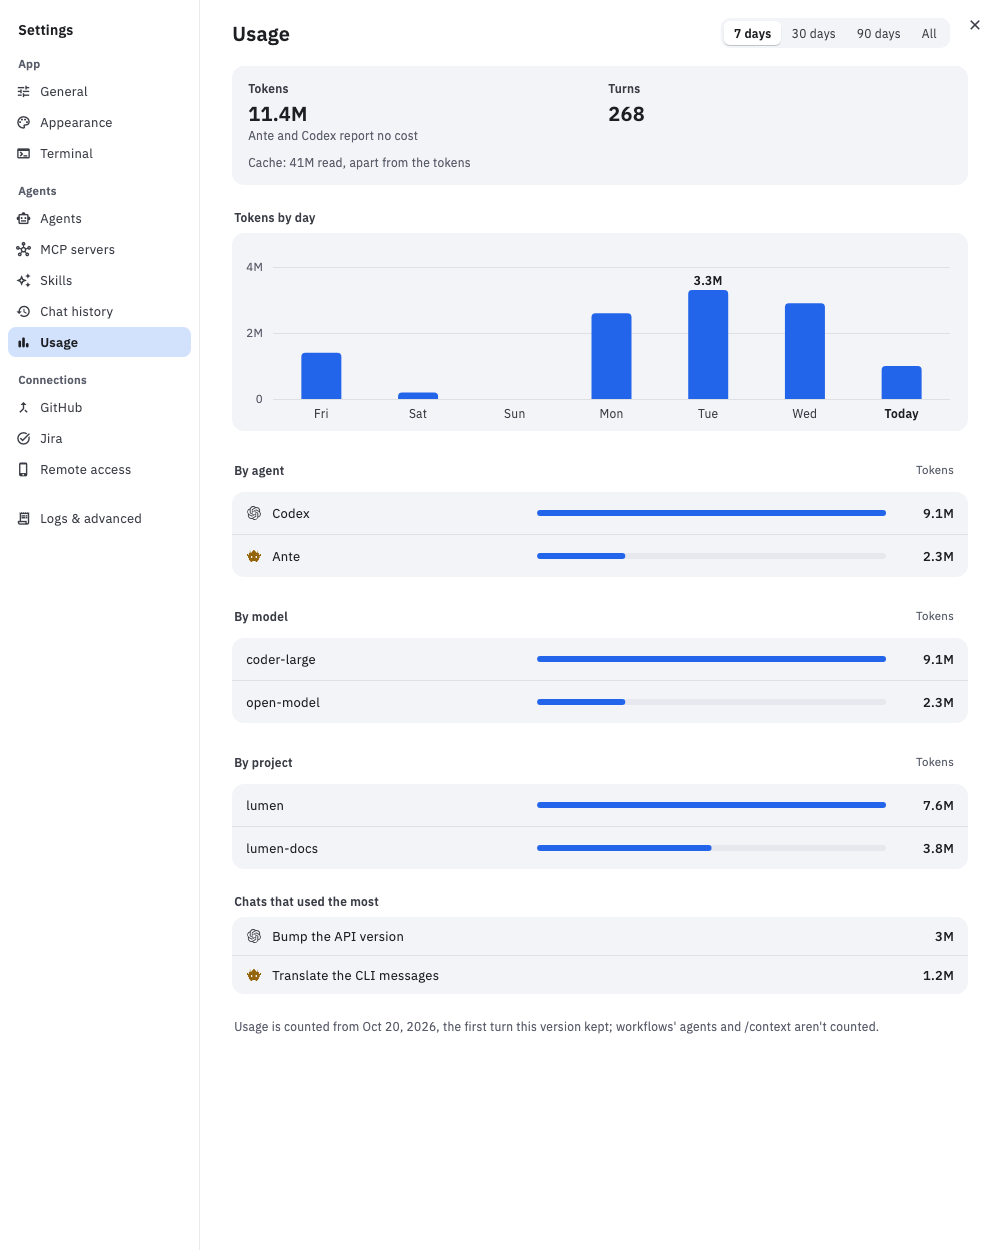 Settings
App
General
Appearance
Terminal
Agents
Agents
MCP servers
Skills
Chat history
Usage
Connections
GitHub
Jira
Remote access
Logs & advanced
Usage
7 days
30 days
90 days
All
Tokens
11.4M
Ante and Codex report no cost
Cache: 41M read, apart from the tokens
Turns
268
Tokens by day
4M
2M
0
3.3M
Fri
Sat
Sun
Mon
Tue
Wed
Today
By agent
Tokens
Codex
9.1M
Ante
2.3M
By model
Tokens
coder-large
9.1M
open-model
2.3M
By project
Tokens
lumen
7.6M
lumen-docs
3.8M
Chats that used the most
Bump the API version
3M
Translate the CLI messages
1.2M
Usage is counted from Oct 20, 2026, the first turn this version kept; workflows' agents and /context aren't counted.